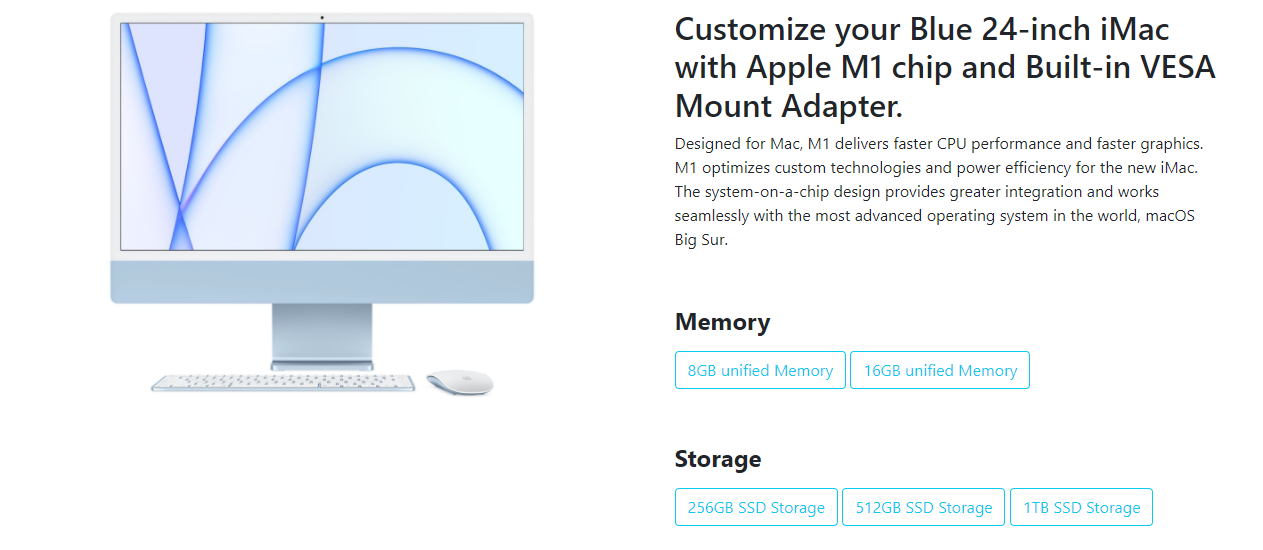 Customize your Blue 24-inch iMac
with Apple M1 chip and Built-in VESA
Mount Adapter.
Designed for Mac, M1 delivers faster CPU performance and faster graphics.
M1 optimizes custom technologies and power efficiency for the new iMac.
The system-on-a-chip design provides greater integration and works
seamlessly with the most advanced operating system in the world, macOS
Big Sur.
Memory
8GB unified Memory 16GB unified Memory
Storage
256GB SSD Storage 512GB SSD Storage 1TB SSD Storage